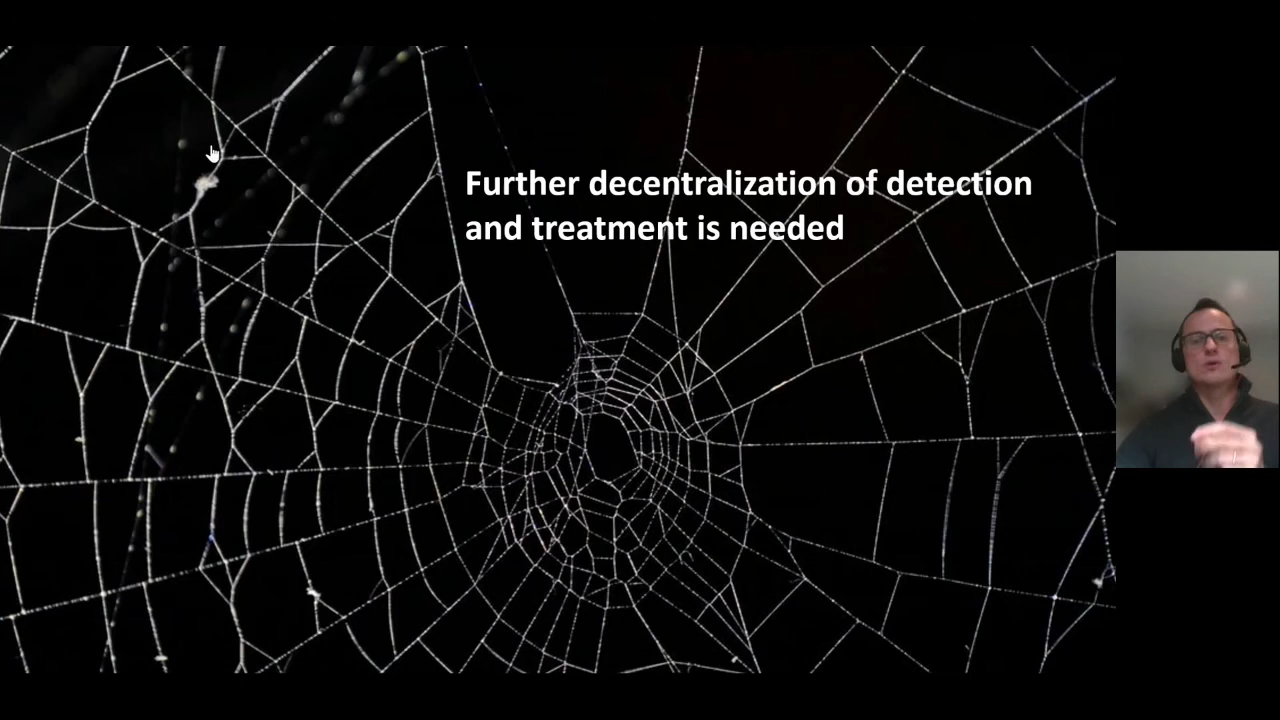 Further decentralization of detection
and treatment is needed